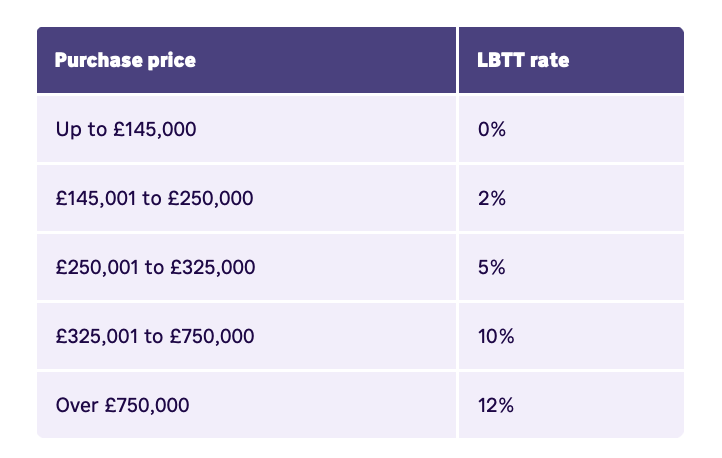 Purchase price LBTT rate
Up to £145,000 0%
£145,001 to £250,000 2%
£250,001 to £325,000 5%
£325,001 to £750,000 10%
Over £750,000 12%